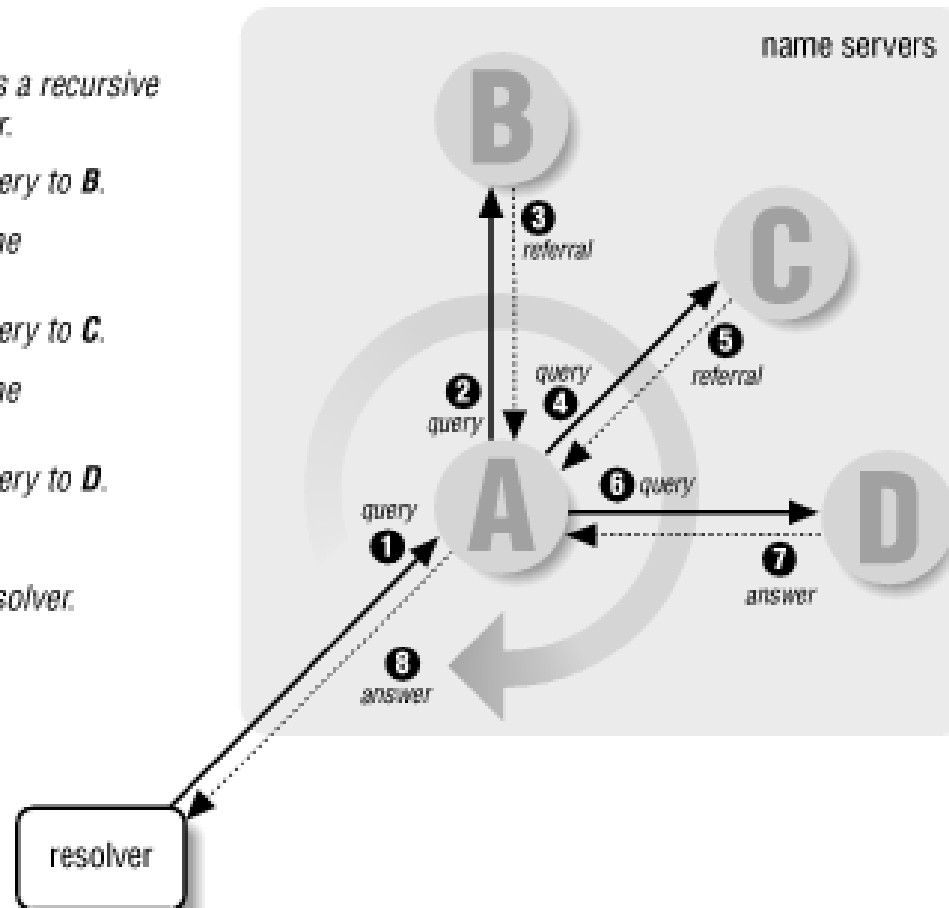 s a recursive
r.
ery to B.
ne
ery to C.
ne
ery to D.
solver.
name servers
B
3
referral
C
5
referral
query
4
2
query
A
6 query
D
7
answer
query
1
8
answer
resolver